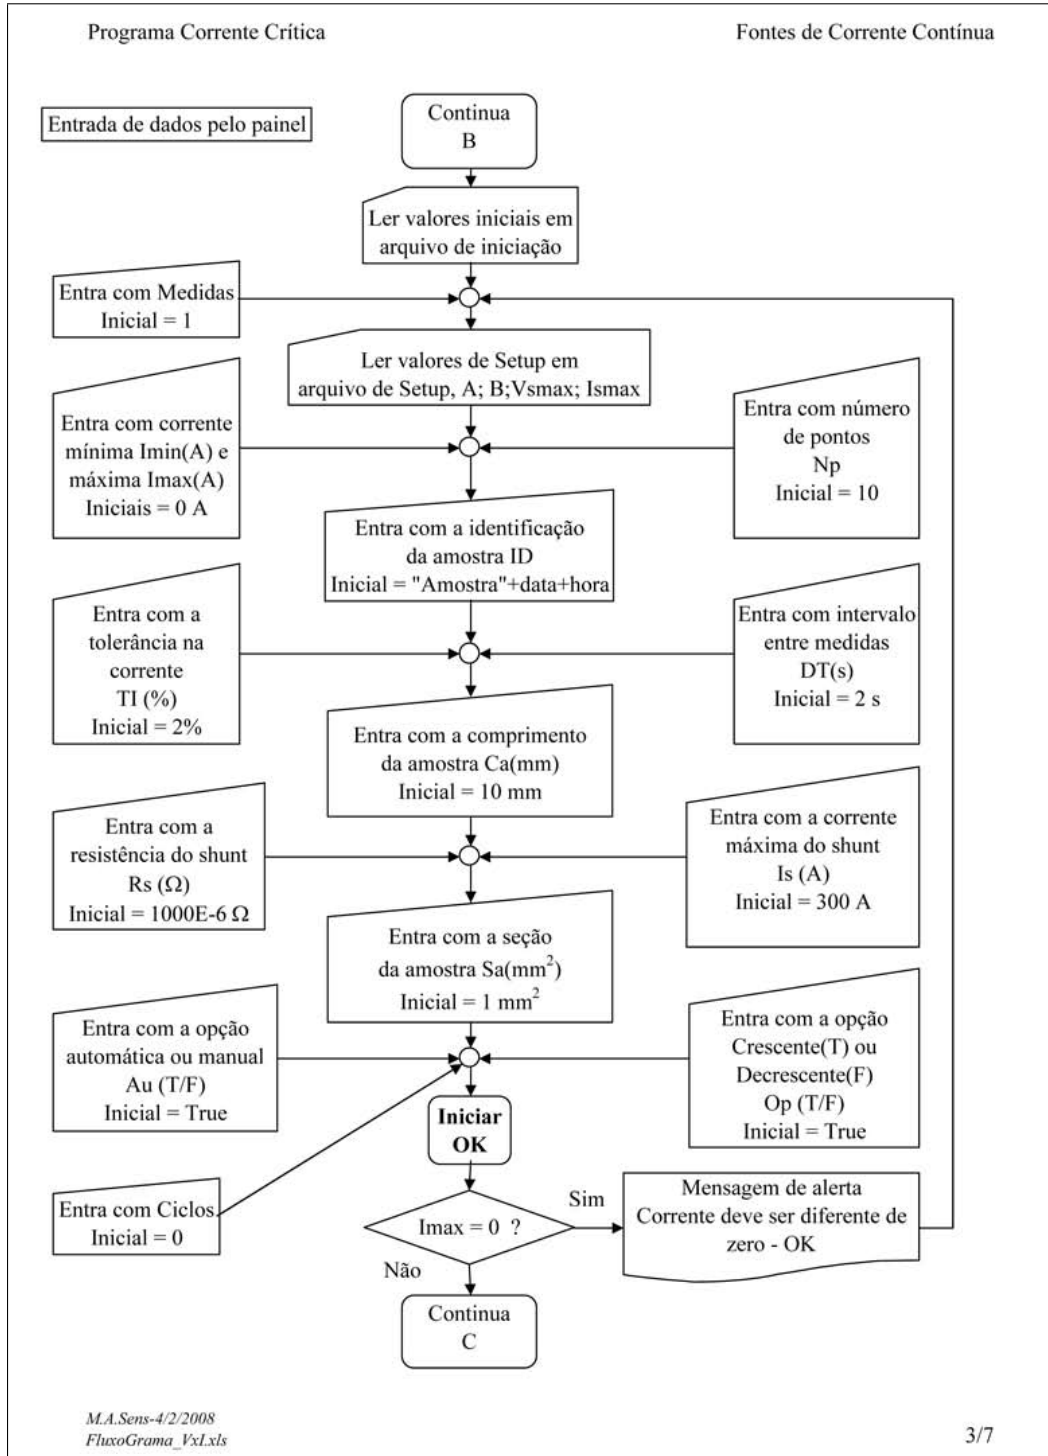 Programa Corrente Crítica
Fontes de Corrente Contínua
Entrada de dados pelo painel
Continua
B
Ler valores iniciais em
arquivo de iniciação
Entra com Medidas
Inicial = 1
Ler valores de Setup em
arquivo de Setup, A; B;Vsmax; Ismax
Entra com corrente
mínima Imin(A) e
máxima Imax(A)
Iniciais = 0 A
Entra com número
de pontos
Np
Inicial = 10
Entra com a identificação
da amostra ID
Inicial = "Amostra"+data+hora
Entra com a
tolerância na
corrente
TI (%)
Inicial = 2%
Entra com intervalo
entre medidas
DT(s)
Inicial = 2 s
Entra com a comprimento
da amostra Ca(mm)
Inicial = 10 mm
Entra com a
resistência do shunt
Rs (Ω)
Inicial = 1000E-6 Ω
Entra com a corrente
máxima do shunt
Is (A)
Inicial = 300 A
Entra com a seção
da amostra Sa(mm²)
Inicial = 1 mm²
Entra com a opção
automática ou manual
Au (T/F)
Inicial = True
Entra com a opção
Crescente(T) ou
Decrescente(F)
Op (T/F)
Inicial = True
Iniciar
OK
Entra com Ciclos
Inicial = 0
Imax = 0 ?
Sim
Mensagem de alerta
Corrente deve ser diferente de
zero - OK
Não
Continua
C
M.A.Sens-4/2/2008
FluxoGrama_VxI.xls
3/7